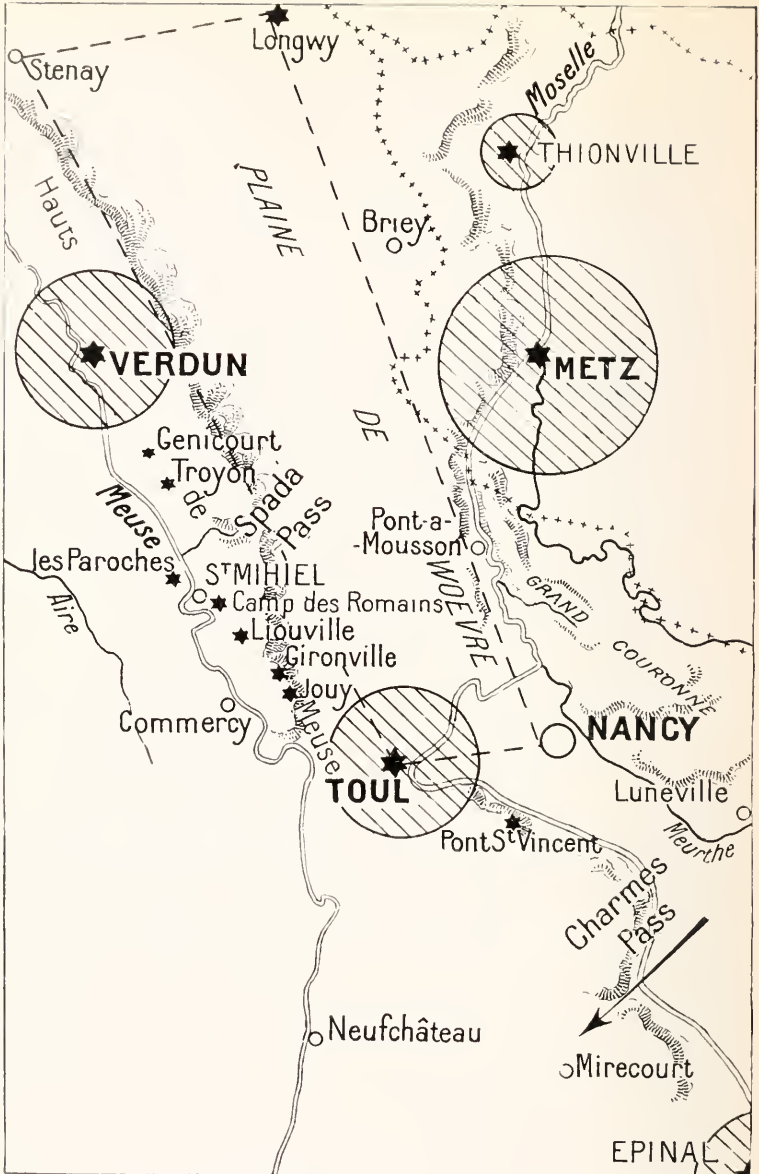 Longwy
Stenay
Moselle
THIONVILLE
Hauts
PLAINE
Briey
VERDUN
METZ
DE
Genicourt
Troyon
de
Spada
Pass
Meuse
Pont-a-
-Mousson
les Paroches
ST MIHIEL
Camp des Romains
WOEVRE
GRAND
COURONNE
Aire
Liouville
Gironville
Jouy
Meuse
Commercy
NANCY
TOUL
Luneville
Meurthe
Pont St Vincent
Charmes
Pass
Neufchâteau
Mirecourt
EPINAL